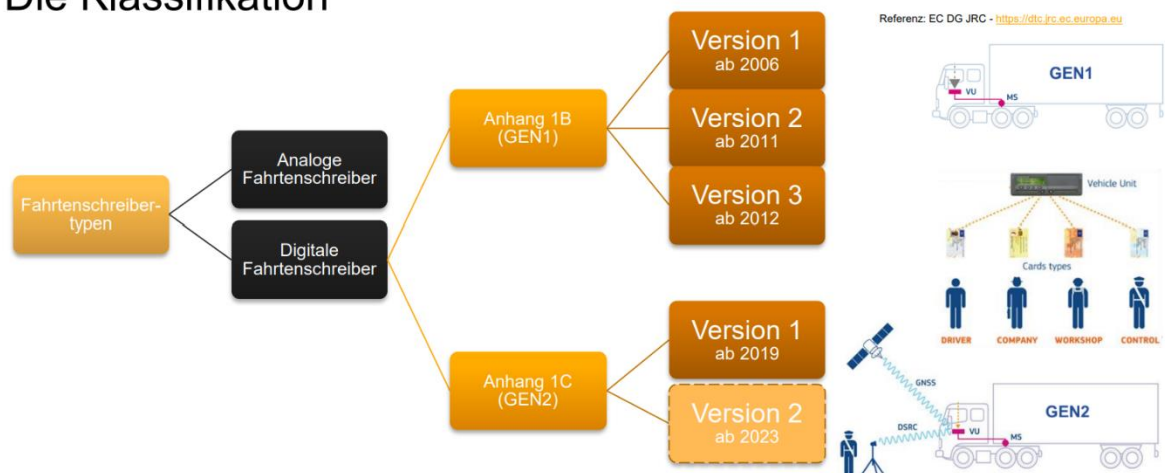 Die Klassifikation
Referenz: EC DG JRC - https://dtc.jrc.ec.europa.eu
Fahrtenschreiber-
typen
Analoge
Fahrtenschreiber
Digitale
Fahrtenschreiber
Anhang 1B
(GEN1)
Version 1
ab 2006
Version 2
ab 2011
Version 3
ab 2012
Anhang 1C
(GEN2)
Version 1
ab 2019
Version 2
ab 2023
GEN1
VU
MS
Vehicle Unit
Cards types
DRIVER COMPANY WORKSHOP CONTROL
GNSS
DSRC
GEN2
VU
MS